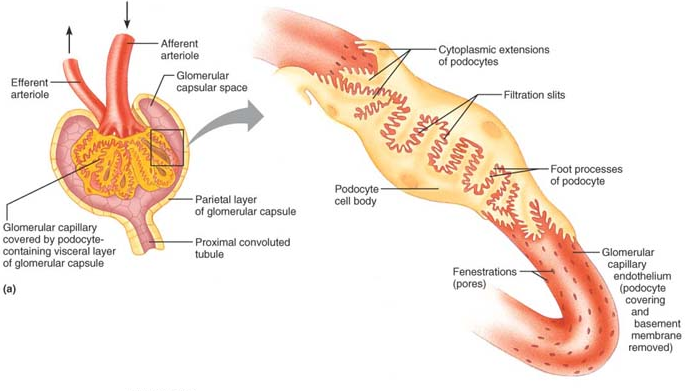 Afferent
arteriole
Efferent
arteriole
Glomerular
capsular space
Parietal layer
of glomerular capsule
Proximal convoluted
tubule
Glomerular capillary
covered by podocyte-
containing visceral layer
of glomerular capsule
(a)
Cytoplasmic extensions
of podocytes
Filtration slits
Foot processes
of podocyte
Podocyte
cell body
Fenestrations
(pores)
Glomerular
capillary
endothelium
(podocyte
covering
and
basement
membrane
removed)